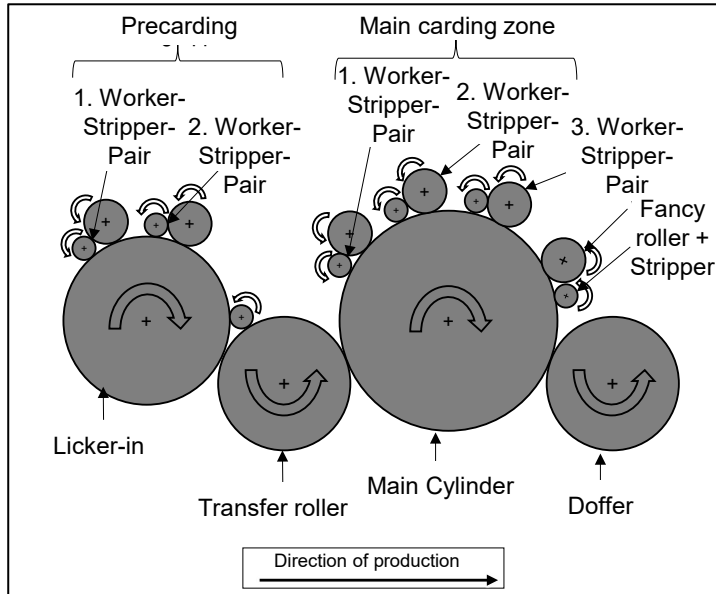 Precarding
Main carding zone
1. Worker-
Stripper-
Pair
2. Worker-
Stripper-
Pair
1. Worker-
Stripper-
Pair
2. Worker-
Stripper-
Pair
3. Worker-
Stripper-
Pair
Fancy
roller +
Stripper
Licker-in
Transfer roller
Main Cylinder
Doffer
Direction of production